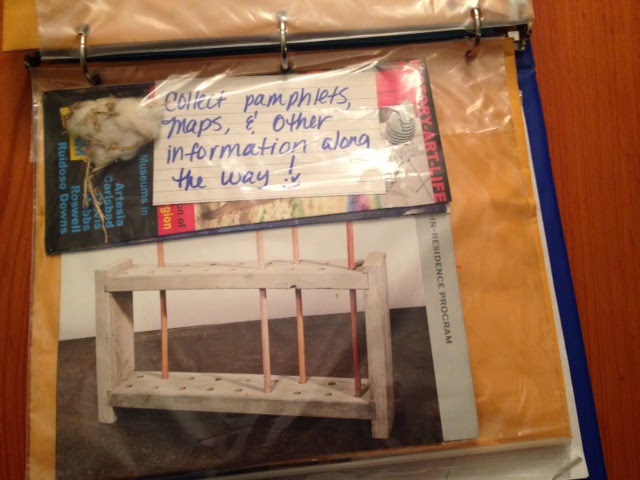 Collect pamphlets,
maps, & other
information along
the way!
Museums in
Artesia
Carlsbad
Roswell
Ruidoso Downs
ART·LIFE
IN-RESIDENCE PROGRAM